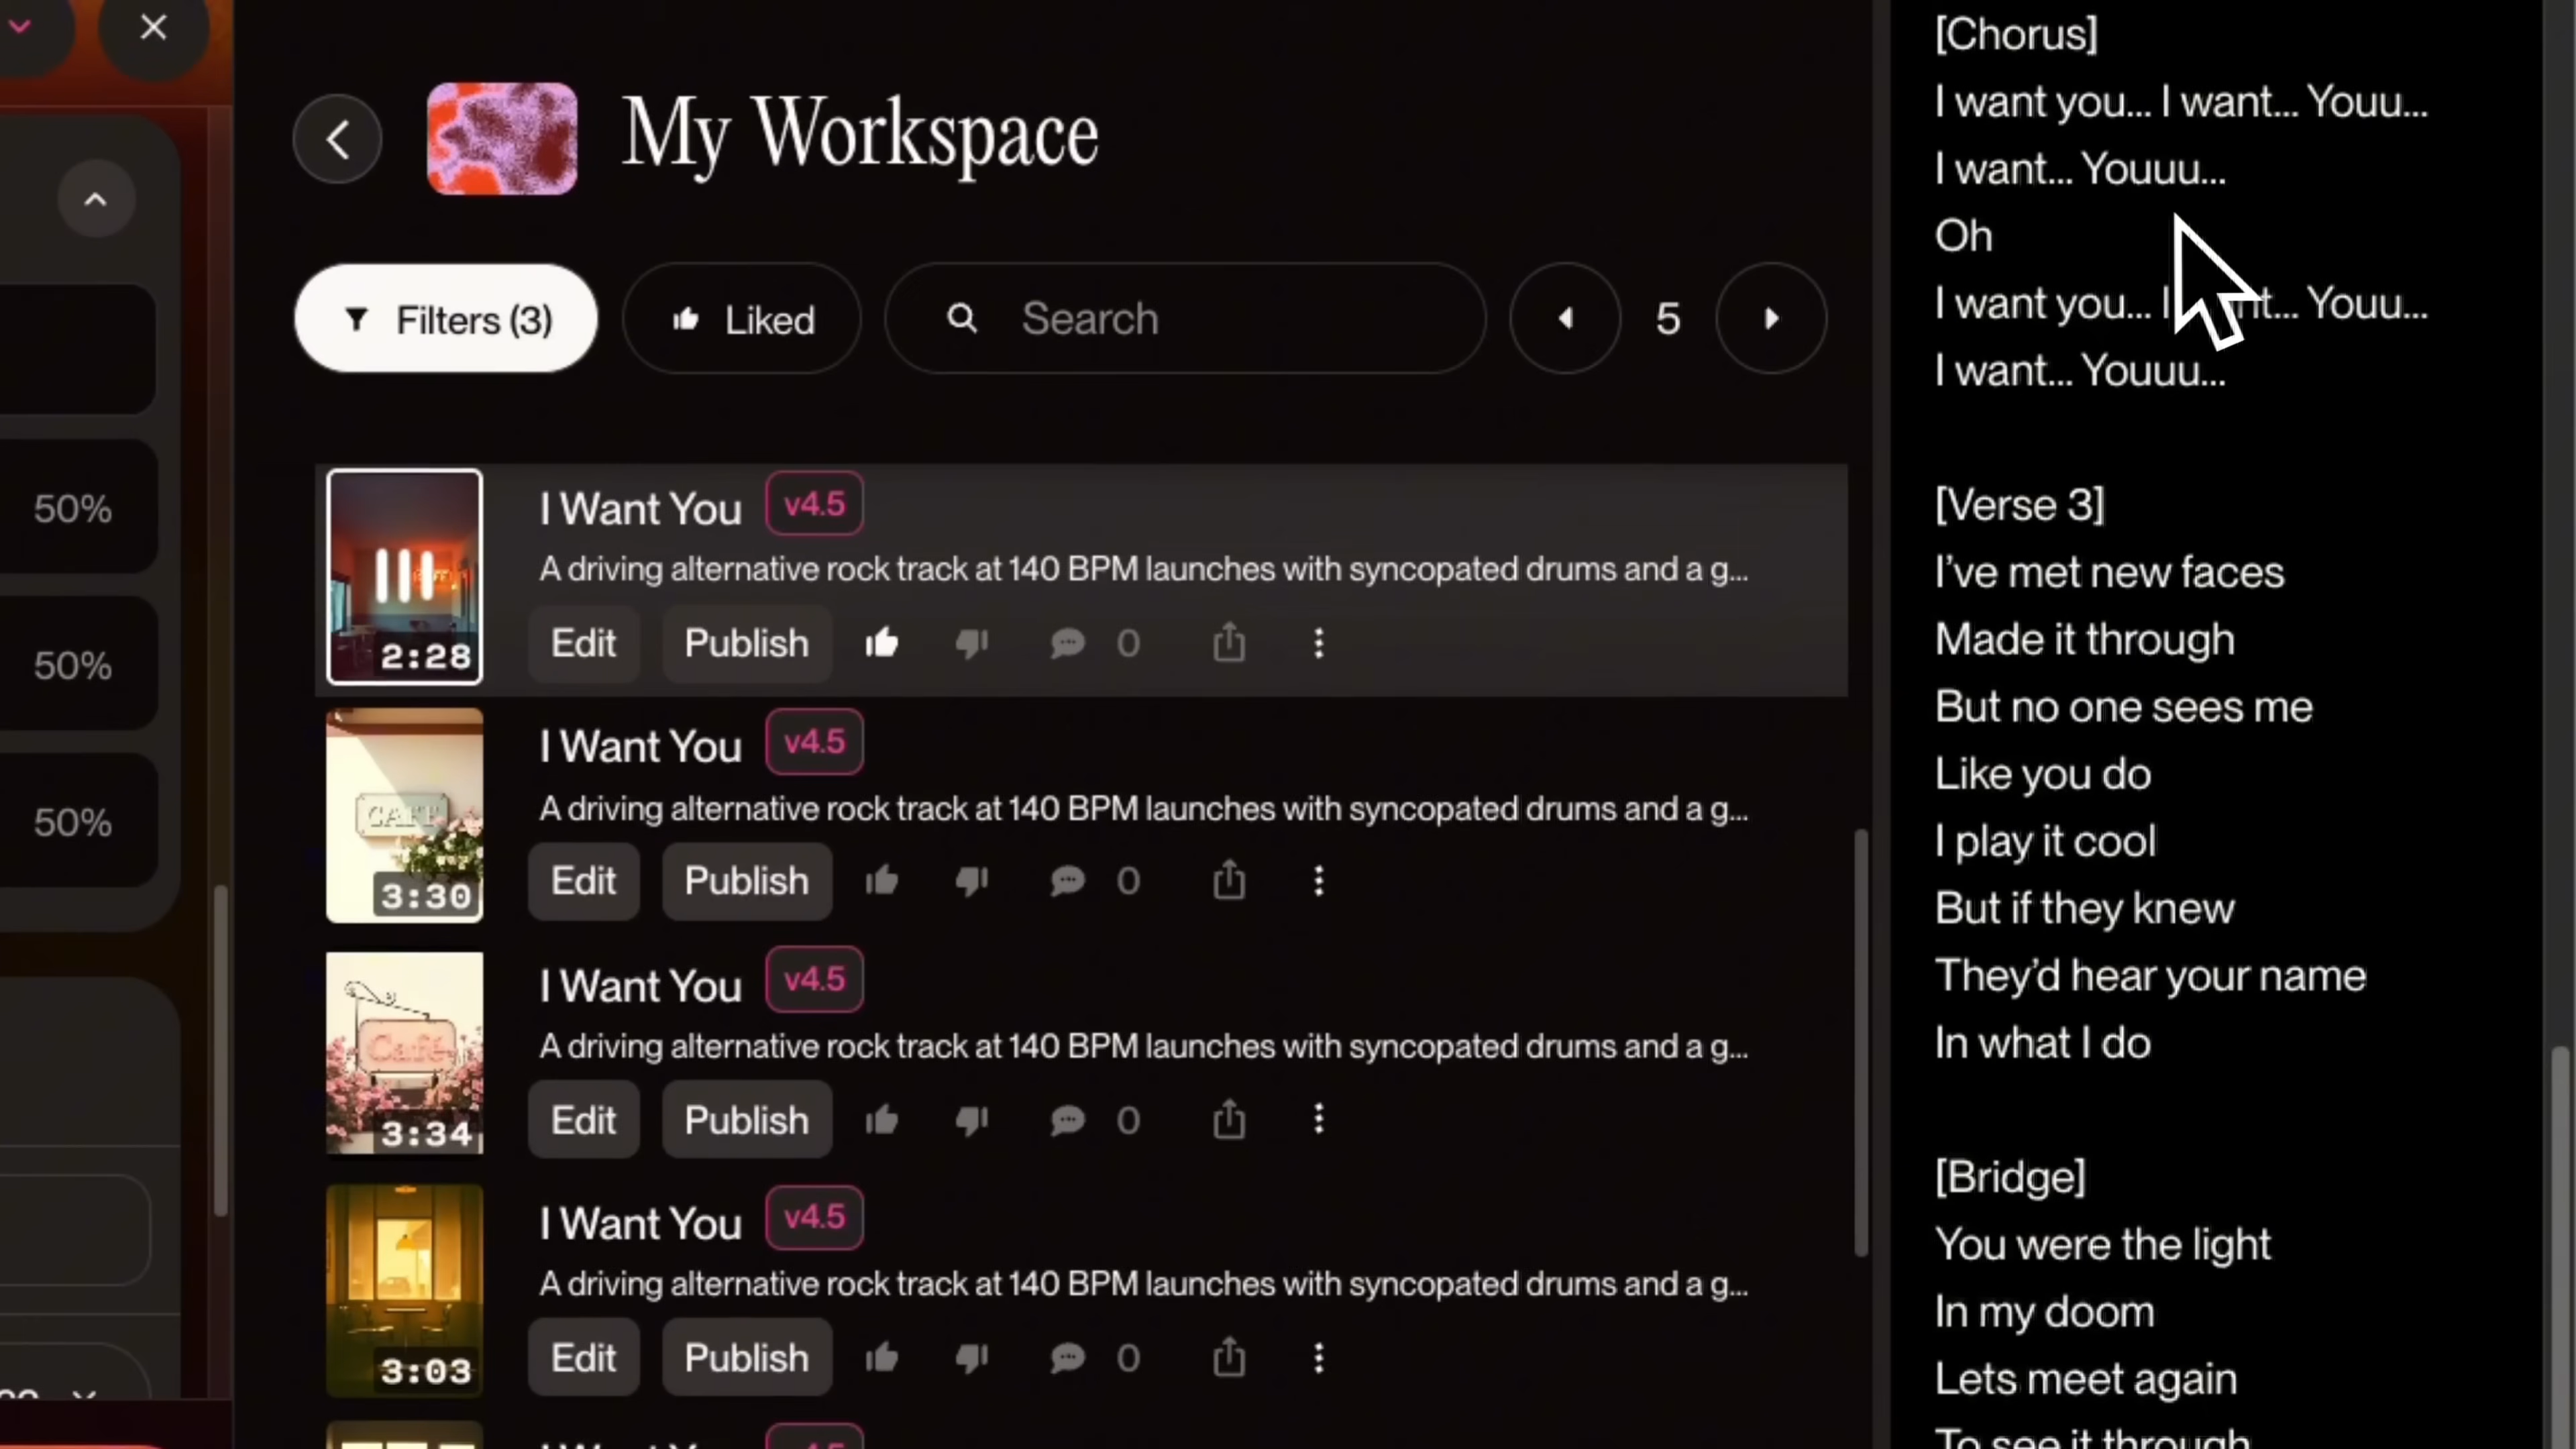 My Workspace
Filters (3)
Liked
Search
5
50%
50%
50%
I Want You v4.5
A driving alternative rock track at 140 BPM launches with syncopated drums and a g...
2:28
Edit Publish 0
I Want You v4.5
A driving alternative rock track at 140 BPM launches with syncopated drums and a g...
CAFE
3:30
Edit Publish 0
I Want You v4.5
A driving alternative rock track at 140 BPM launches with syncopated drums and a g...
Café
3:34
Edit Publish 0
I Want You v4.5
A driving alternative rock track at 140 BPM launches with syncopated drums and a g...
3:03
Edit Publish 0
[Chorus]
I want you... I want... Youu...
I want... Youuu...
Oh
I want you... I Youu...
I want... Youuu...
[Verse 3]
I've met new faces
Made it through
But no one sees me
Like you do
I play it cool
But if they knew
They'd hear your name
In what I do
[Bridge]
You were the light
In my doom
Lets meet again
To see it through